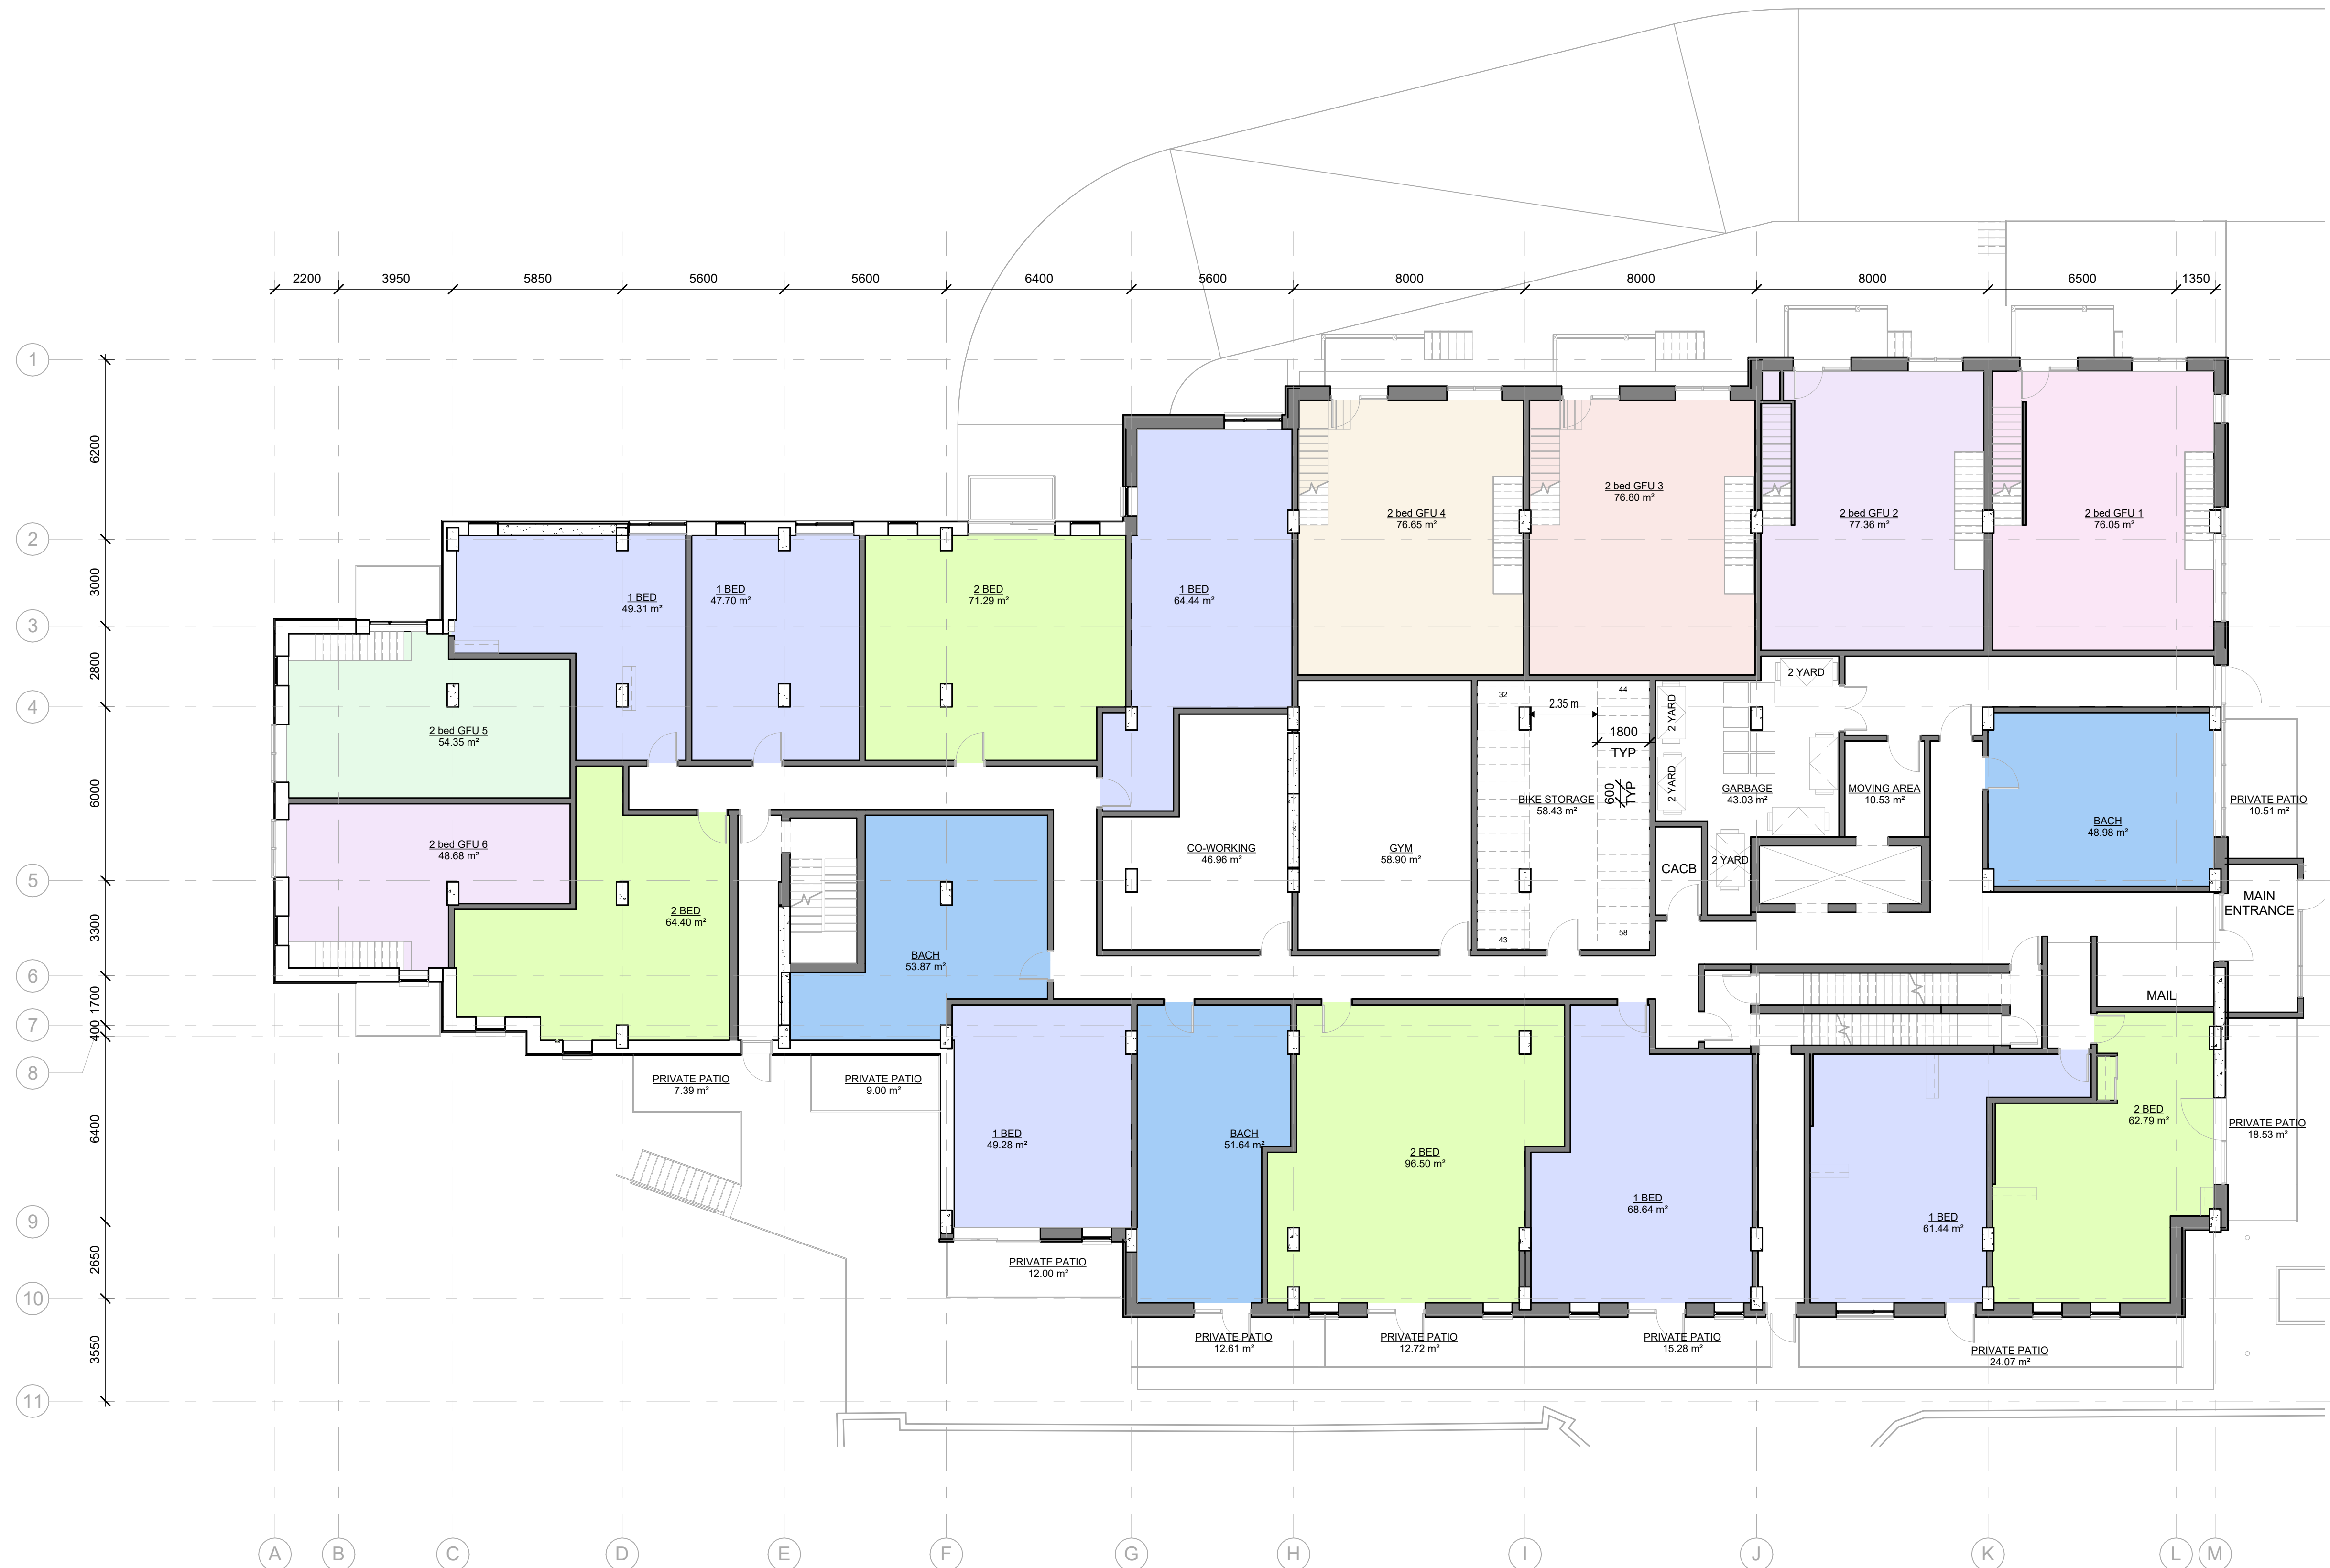 2200
3950
5850
5600
5600
6400
5600
8000
8000
8000
6500
1350
1
2
3
4
5
6
7
8
9
10
11
6200
3000
2800
6000
3300
1700
400
6400
2650
3550
2 bed GFU 4
76.65 m²
2 bed GFU 3
76.80 m²
2 bed GFU 2
77.36 m²
2 bed GFU 1
76.05 m²
1 BED
49.31 m²
1 BED
47.70 m²
2 BED
71.29 m²
1 BED
64.44 m²
2 bed GFU 5
54.35 m²
2 bed GFU 6
48.68 m²
2 BED
64.40 m²
BACH
53.87 m²
CO-WORKING
46.96 m²
GYM
58.90 m²
32
44
2.35 m
1800
TYP
600
TYP
BIKE STORAGE
58.43 m²
43
58
2 YARD
2 YARD
2 YARD
2 YARD
GARBAGE
43.03 m²
MOVING AREA
10.53 m²
CACB
BACH
48.98 m²
PRIVATE PATIO
10.51 m²
MAIN
ENTRANCE
MAIL
PRIVATE PATIO
7.39 m²
PRIVATE PATIO
9.00 m²
1 BED
49.28 m²
BACH
51.64 m²
2 BED
96.50 m²
1 BED
68.64 m²
1 BED
61.44 m²
2 BED
62.79 m²
PRIVATE PATIO
18.53 m²
PRIVATE PATIO
12.00 m²
PRIVATE PATIO
12.61 m²
PRIVATE PATIO
12.72 m²
PRIVATE PATIO
15.28 m²
PRIVATE PATIO
24.07 m²
A
B
C
D
E
F
G
H
I
J
K
L
M